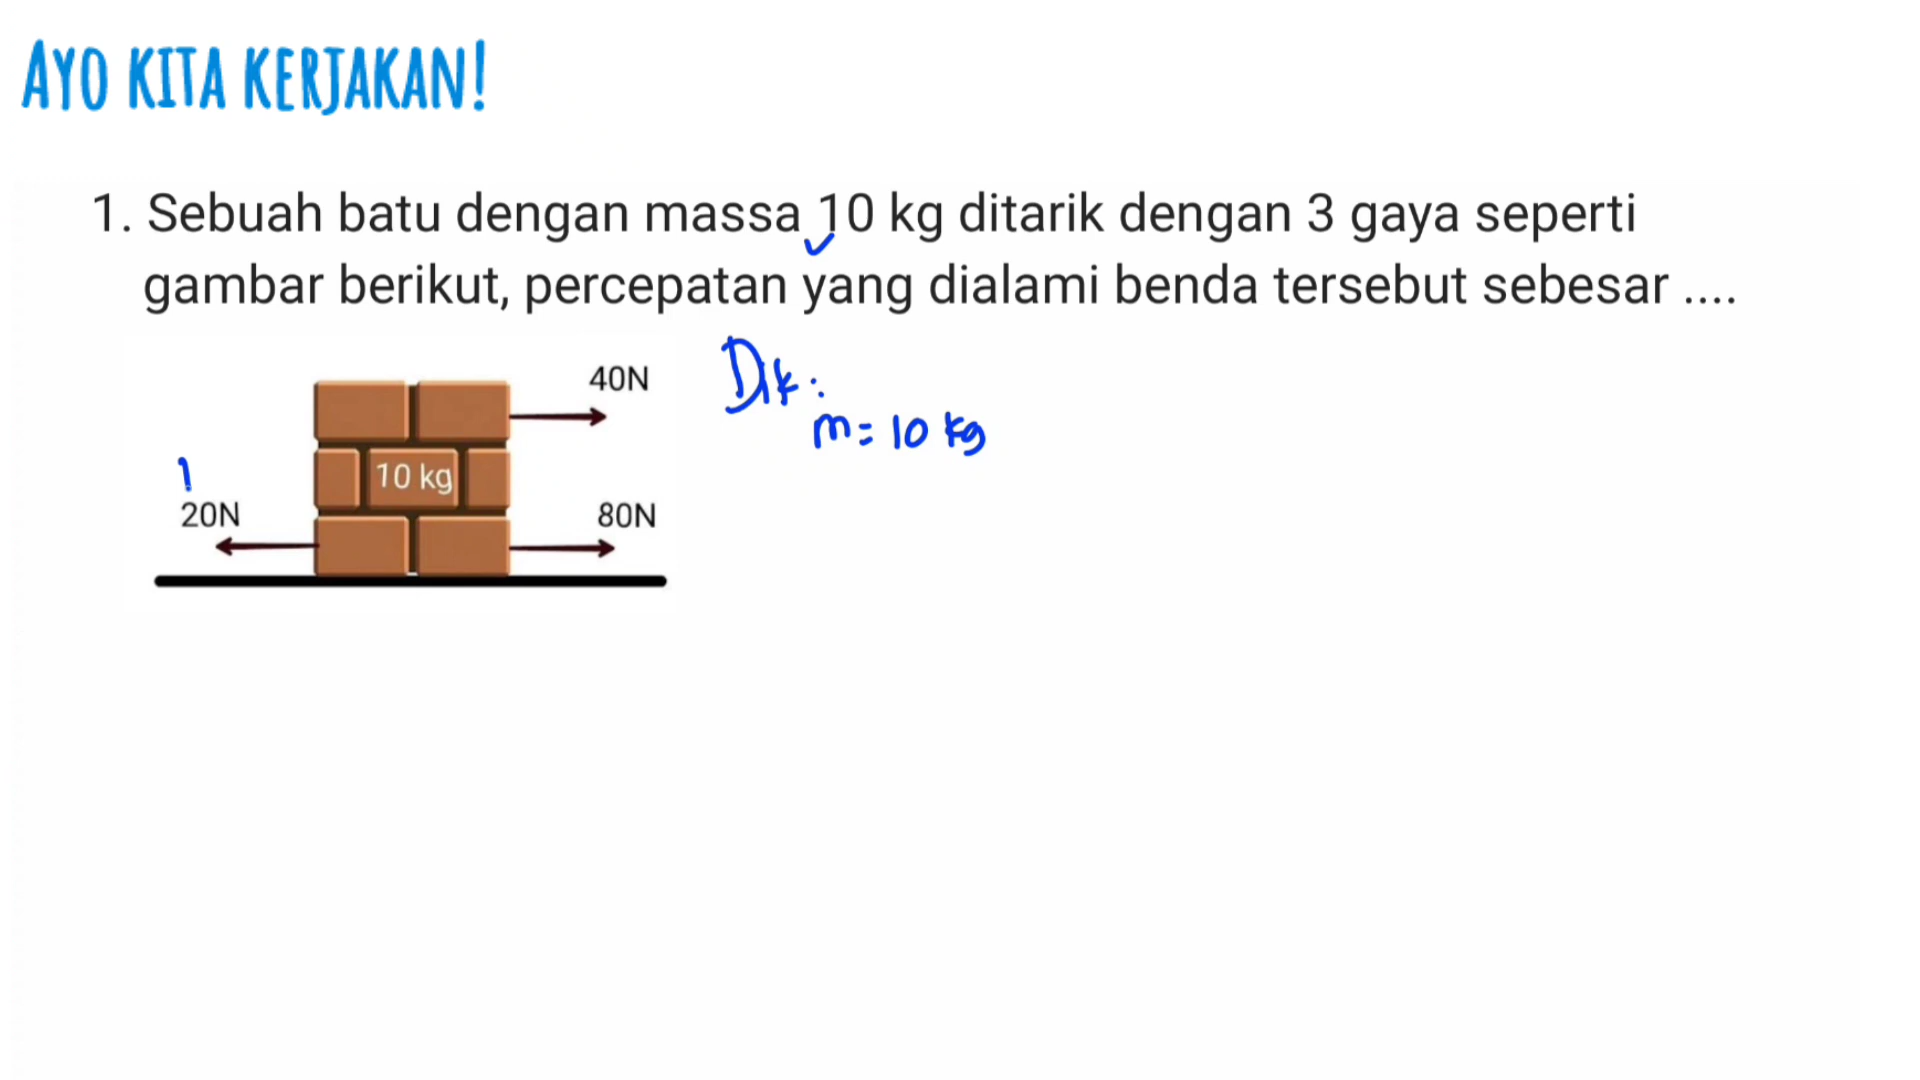 AYO KITA KERJAKAN!
1. Sebuah batu dengan massa 10 kg ditarik dengan 3 gaya seperti
gambar berikut, percepatan yang dialami benda tersebut sebesar ....
40N
Dik:
m = 10 kg
10 kg
20N
80N